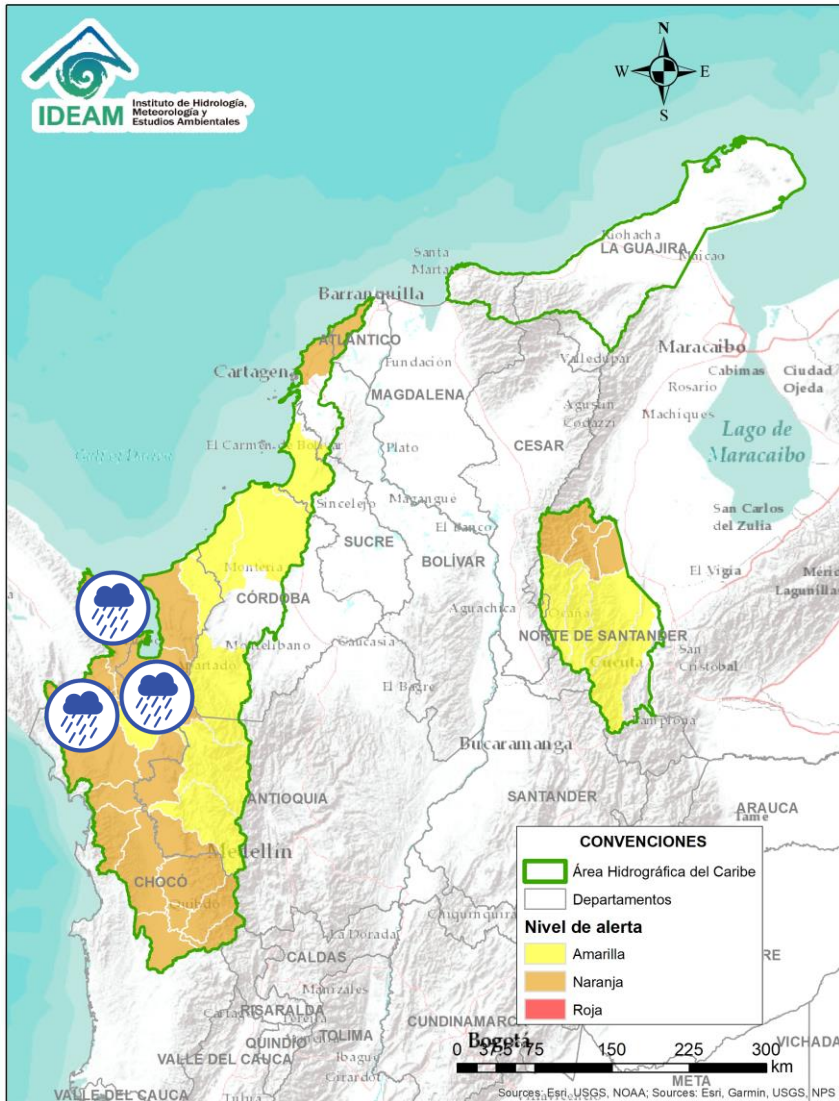 IDEAM
Instituto de Hidrología,
Meteorología y
Estudios Ambientales
N
W E
S
Riohacha
LA GUAJIRA
Maicao
Santa
Marta
Barranquilla
ATLÁNTICO
Cartagena
Fundación
Valledupar
Maracaibo
Cabimas
Ciudad
Ojeda
Rosario
MAGDALENA
Agustín
Codazzi
Machiques
El Carmen de Bolívar
Plato
CESAR
Lago de
Maracaibo
Sincelejo
Magangué
San Carlos
del Zulia
SUCRE
El Banco
BOLÍVAR
El Vigía
Montería
CÓRDOBA
Aguachica
Ocaña
NORTE DE SANTANDER
Montelíbano
Caucasia
Cúcuta
San
Cristóbal
Apartadó
El Bagre
Pamplona
Bucaramanga
ANTIOQUIA
SANTANDER
ARAUCA
Tame
Medellín
CHOCÓ
Quibdó
La Dorada
CALDAS
Manizales
RISARALDA
Pereira
QUINDÍO
TOLIMA
Ibagué
Girardot
VALLE DEL CAUCA
VALLE DEL CAUCA
Tuluá
CUNDINAMARC
Bogotá
VICHADA
META
CONVENCIONES
Área Hidrográfica del Caribe
Departamentos
Nivel de alerta
Amarilla
Naranja
Roja
0 37.5 75 150 225 300
km
Sources: Esri, USGS, NOAA; Sources: Esri, Garmin, USGS, NPS